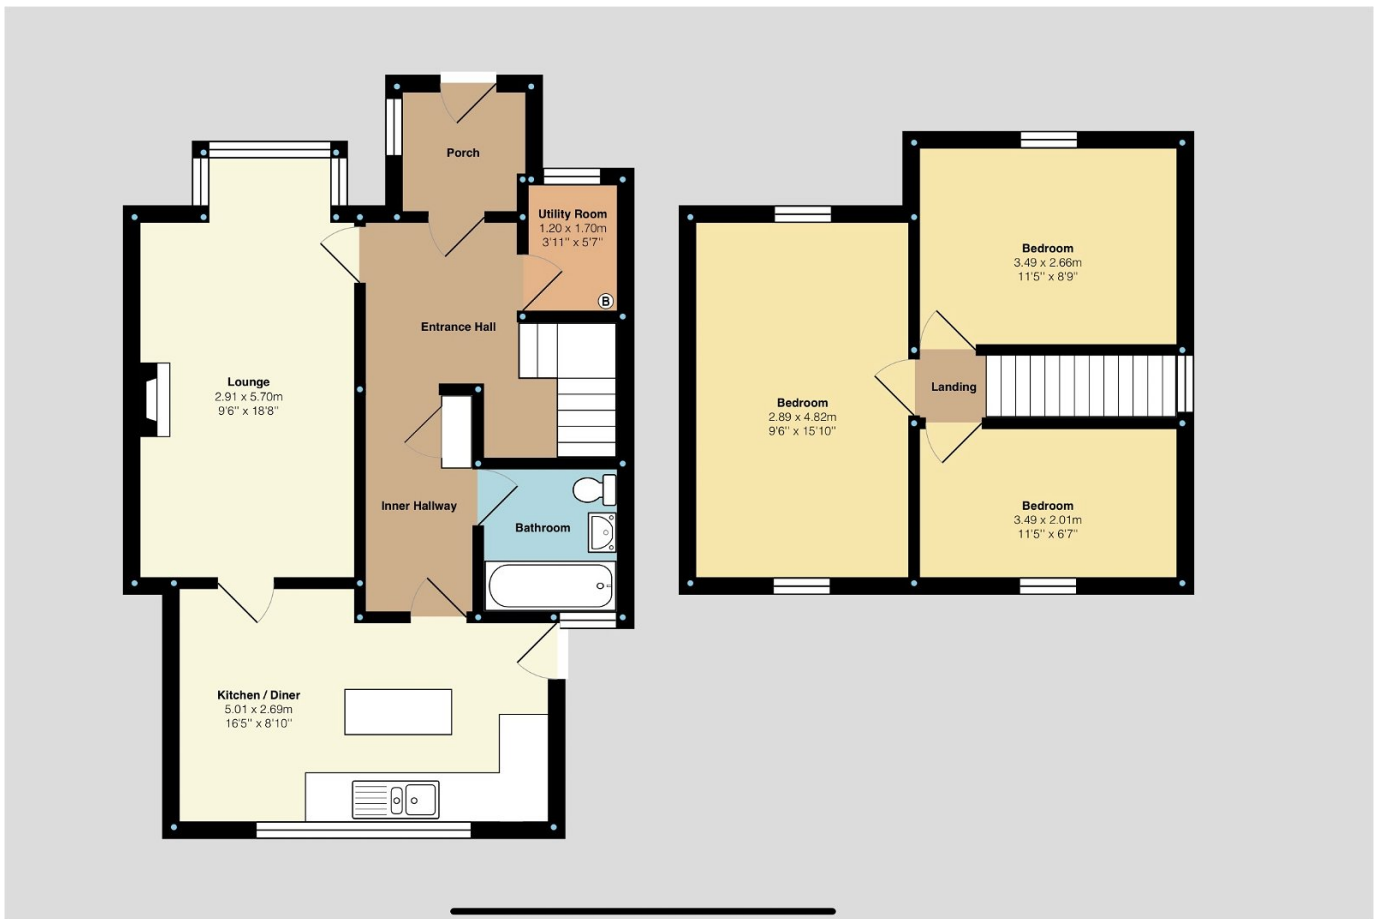 Porch
Utility Room
1.20 x 1.70m
3'11" x 5'7"
B
Entrance Hall
Lounge
2.91 x 5.70m
9'6" x 18'8"
Inner Hallway
Bathroom
Kitchen / Diner
5.01 x 2.69m
16'5" x 8'10"
Bedroom
3.49 x 2.66m
11'5" x 8'9"
Landing
Bedroom
2.89 x 4.82m
9'6" x 15'10"
Bedroom
3.49 x 2.01m
11'5" x 6'7"